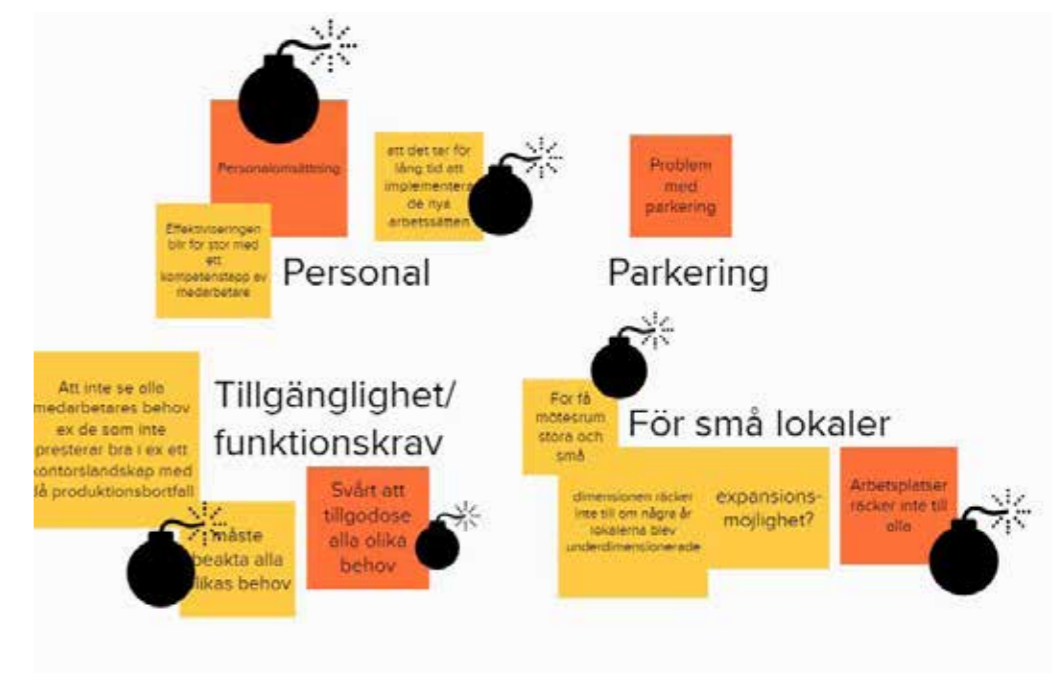 Personalomsättning
att det tar för
lång tid att
implementera
de nya
arbetssätten
Effektiviseringen
blir för stor med
ett
kompetenstapp av
medarbetare
Personal
Problem
med
parkering
Parkering
Att inte se alla
medarbetares behov
ex de som inte
presterar bra i ex ett
kontorslandskap med
då produktionsbortfall
Tillgänglighet/
funktionskrav
måste
beakta alla
olikas behov
Svårt att
tillgodose
alla olika
behov
För få
mötesrum
stora och
små
För små lokaler
dimensionen räcker
inte till om några år
lokalerna blev
underdimensionerade
expansions-
möjlighet?
Arbetsplatser
räcker inte till
alla